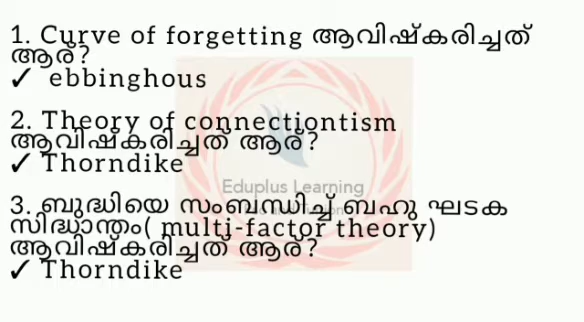 1. Curve of forgetting ആവിഷ്കരിച്ചത്
ആര്?
✓ ebbinghous
2. Theory of connectiontism
ആവിഷ്കരിച്ചത് ആര്?
✓ Thorndike
Eduplus Learning
3. ബുദ്ധിയെ സംബന്ധിച്ച് ബഹു ഘടക
സിദ്ധാന്തം( multi-factor theory)
ആവിഷ്കരിച്ചത് ആര്?
✓ Thorndike